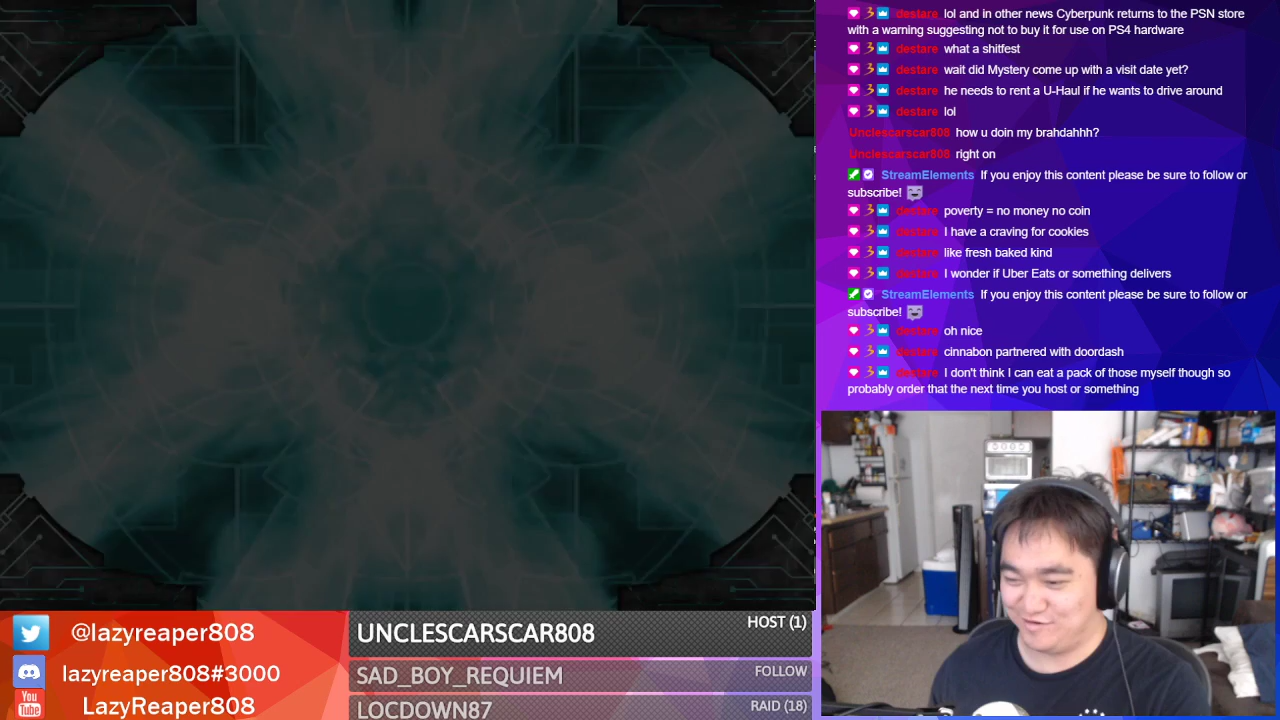 destare lol and in other news Cyberpunk returns to the PSN store
with a warning suggesting not to buy it for use on PS4 hardware
destare what a shitfest
destare wait did Mystery come up with a visit date yet?
destare he needs to rent a U-Haul if he wants to drive around
destare lol
Unclescarscar808 how u doin my brahdahhh?
Unclescarscar808 right on
StreamElements If you enjoy this content please be sure to follow or
subscribe!
destare poverty = no money no coin
destare I have a craving for cookies
destare like fresh baked kind
destare I wonder if Uber Eats or something delivers
StreamElements If you enjoy this content please be sure to follow or
subscribe!
destare oh nice
destare cinnabon partnered with doordash
destare I don't think I can eat a pack of those myself though so
probably order that the next time you host or something
@lazyreaper808
lazyreaper808#3000
You Tube LazyReaper808
UNCLESCARSCAR808 HOST (1)
SAD_BOY_REQUIEM FOLLOW
LOCDOWN87 RAID (18)